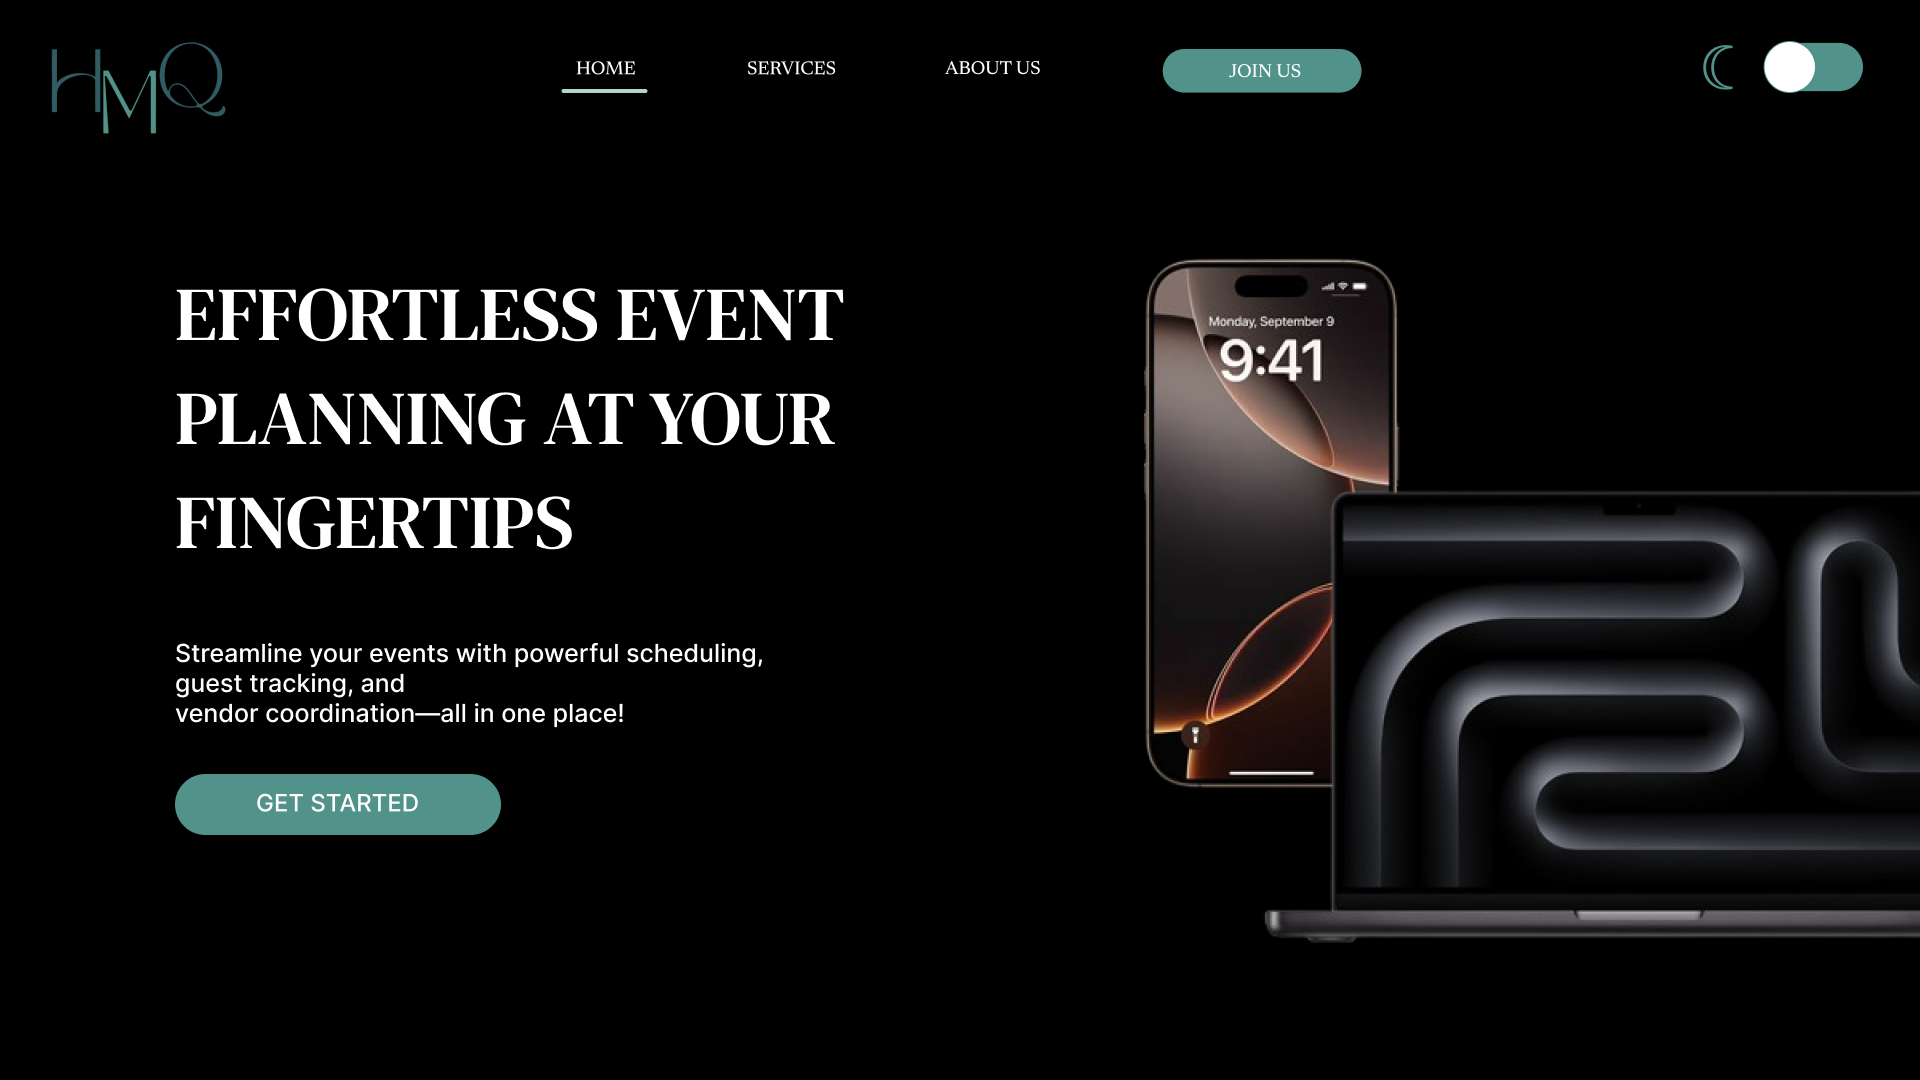 HMQ
HOME
SERVICES
ABOUT US
JOIN US
EFFORTLESS EVENT
PLANNING AT YOUR
FINGERTIPS
Streamline your events with powerful scheduling,
guest tracking, and
vendor coordination—all in one place!
GET STARTED
Monday, September 9
9:41